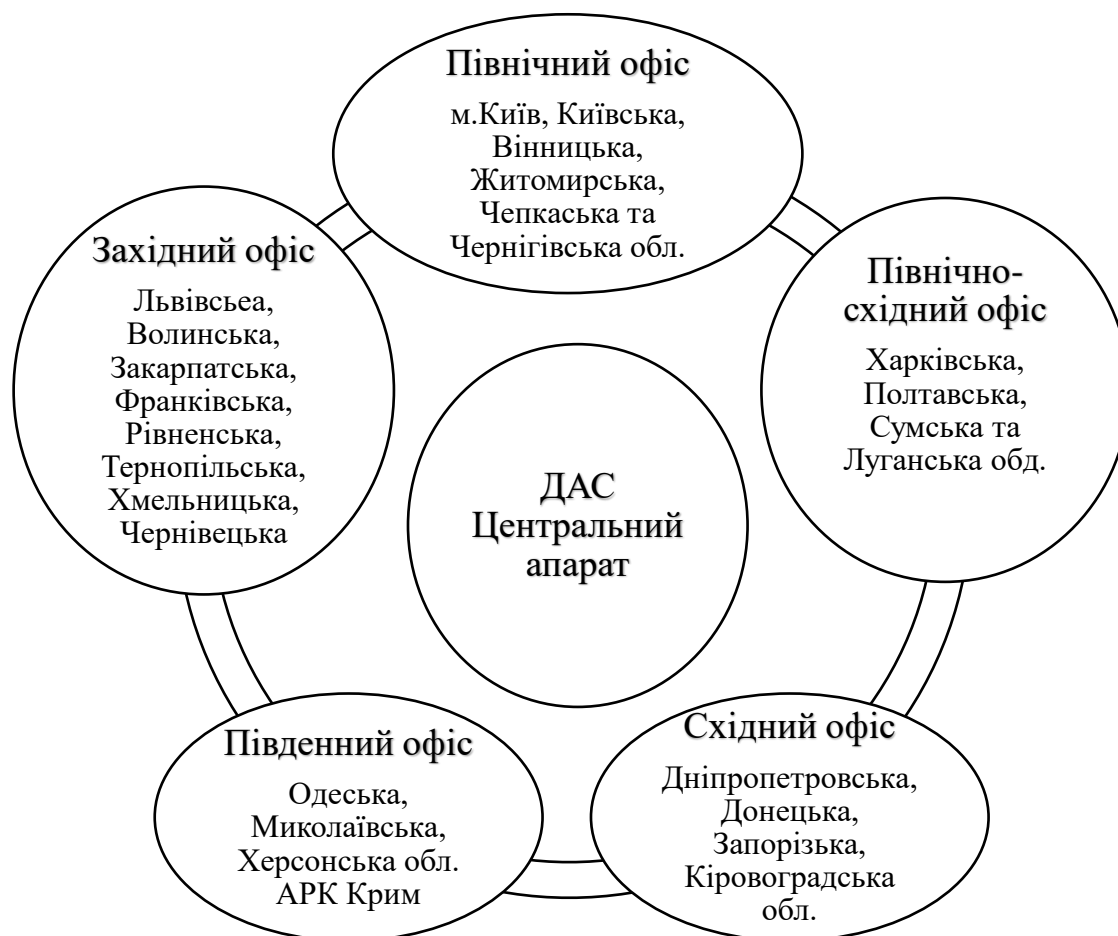 Північний офіс
м.Київ, Київська,
Вінницька,
Житомирська,
Чепкаська та
Чернігівська обл.
Північно-
східний офіс
Харківська,
Полтавська,
Сумська та
Луганська обд.
Східний офіс
Дніпропетровська,
Донецька,
Запорізька,
Кіровоградська
обл.
Південний офіс
Одеська,
Миколаївська,
Херсонська обл.
АРК Крим
Західний офіс
Львівсьеа,
Волинська,
Закарпатська,
Франківська,
Рівненська,
Тернопільська,
Хмельницька,
Чернівецька
ДАС
Центральний
апарат